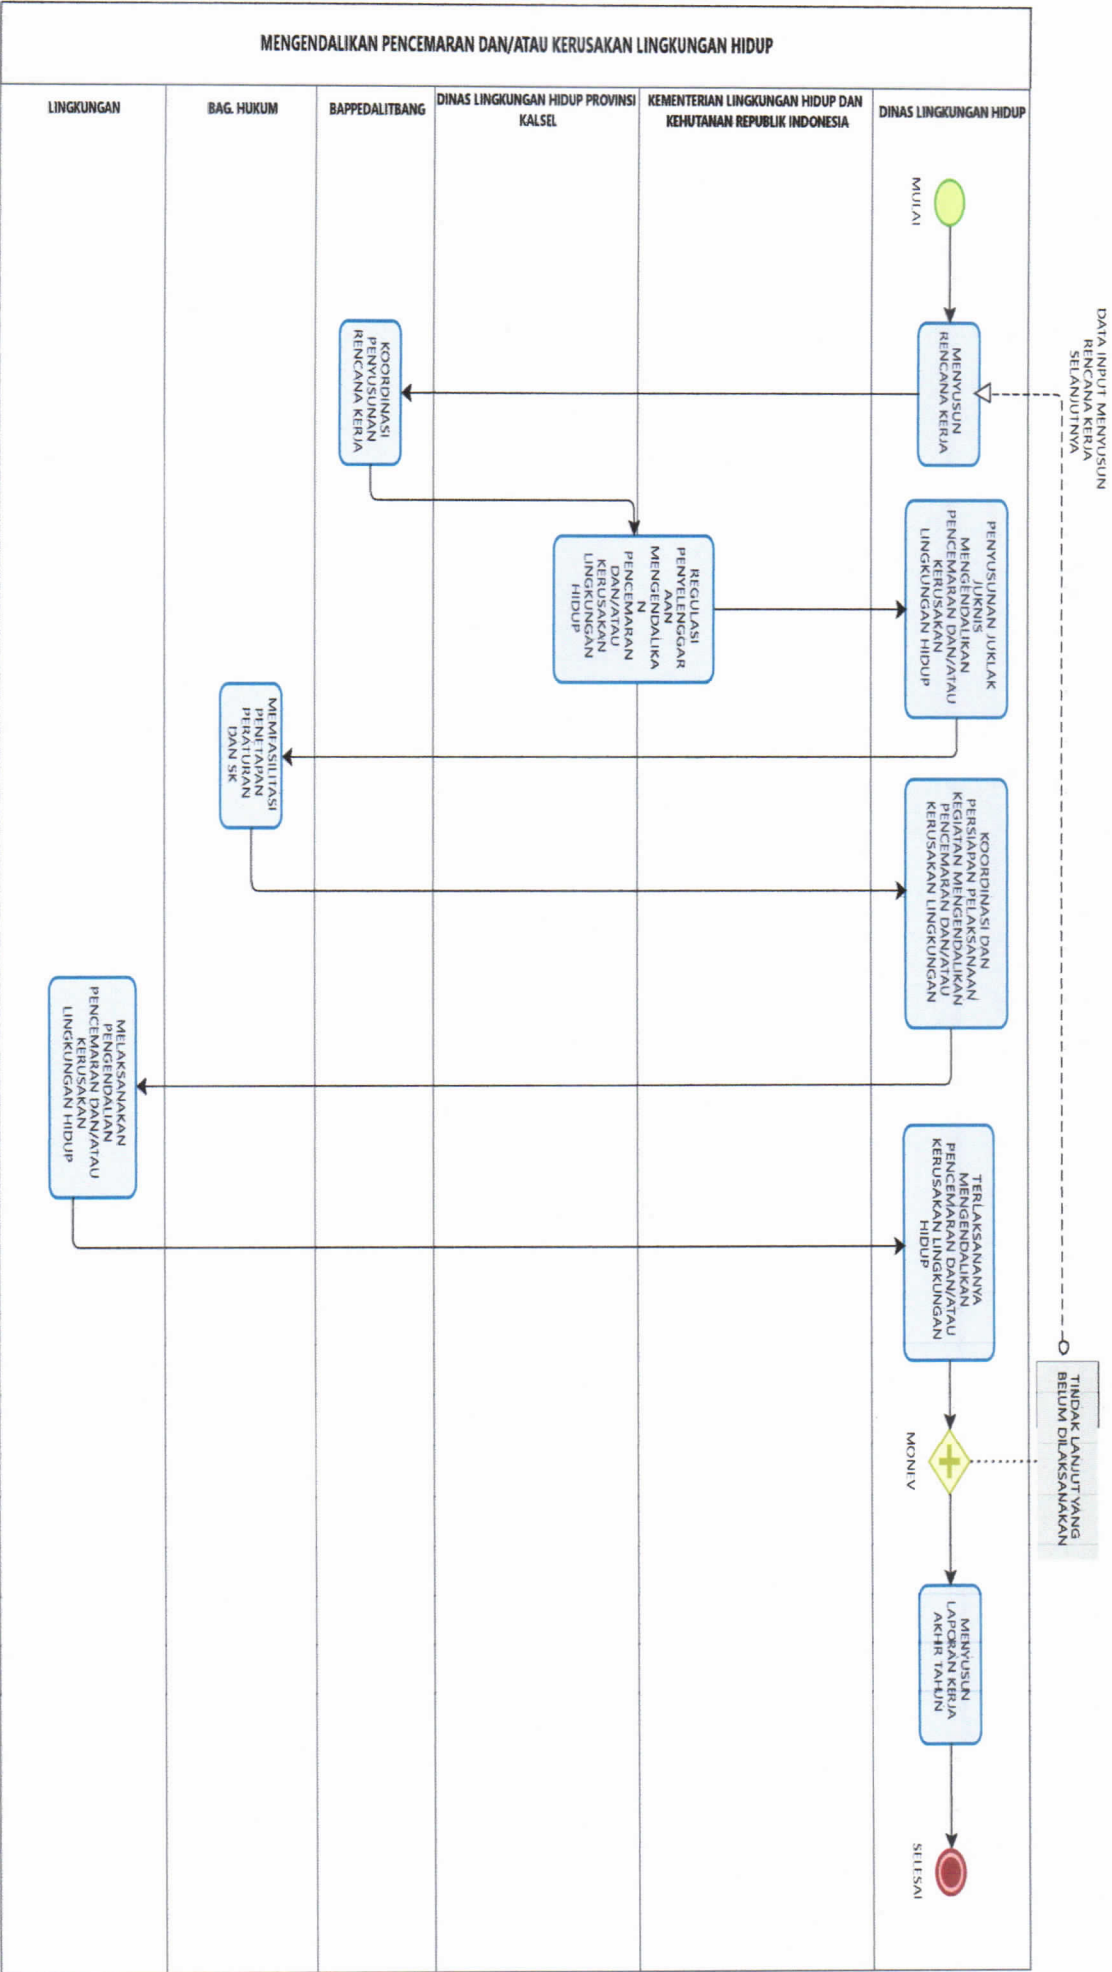 MENGENDALIKAN PENCEMARAN DAN/ATAU KERUSAKAN LINGKUNGAN HIDUP
LINGKUNGAN
BAG. HUKUM
BAPPEDALITBANG
DINAS LINGKUNGAN HIDUP PROVINSI
KALSEL
KEMENTERIAN LINGKUNGAN HIDUP DAN
KEHUTANAN REPUBLIK INDONESIA
DINAS LINGKUNGAN HIDUP
MULAI
DATA INPUT MENYUSUN
RENCANA KERJA
SELANJUTNYA
MENYUSUN
RENCANA KERJA
KOORDINASI
PENYUSUNAN
RENCANA KERJA
REGULASI
PENYELENGGAR
AAN
MENGENDALIKA
N
PENCEMARAN
DAN/ATAU
KERUSAKAN
LINGKUNGAN
HIDUP
PENYUSUNAN JUKLAK
JUKNIS
MENGENDALIKAN
PENCEMARAN DAN/ATAU
KERUSAKAN
LINGKUNGAN HIDUP
MEMFASILITASI
PENETAPAN
PERATURAN
DAN SK
KOORDINASI DAN
PERSIAPAN PELAKSANAAN
KEGIATAN MENGENDALIKAN
PENCEMARAN DAN/ATAU
KERUSAKAN LINGKUNGAN
MELAKSANAKAN
PENGENDALIAN
PENCEMARAN DAN/ATAU
KERUSAKAN
LINGKUNGAN HIDUP
TERLAKSANANYA
MENGENDALIKAN
PENCEMARAN DAN/ATAU
KERUSAKAN LINGKUNGAN
HIDUP
MONEV
TINDAK LANJUT YANG
BELUM DILAKSANAKAN
MENYUSUN
LAPORAN KERJA
AKHIR TAHUN
SELESAI